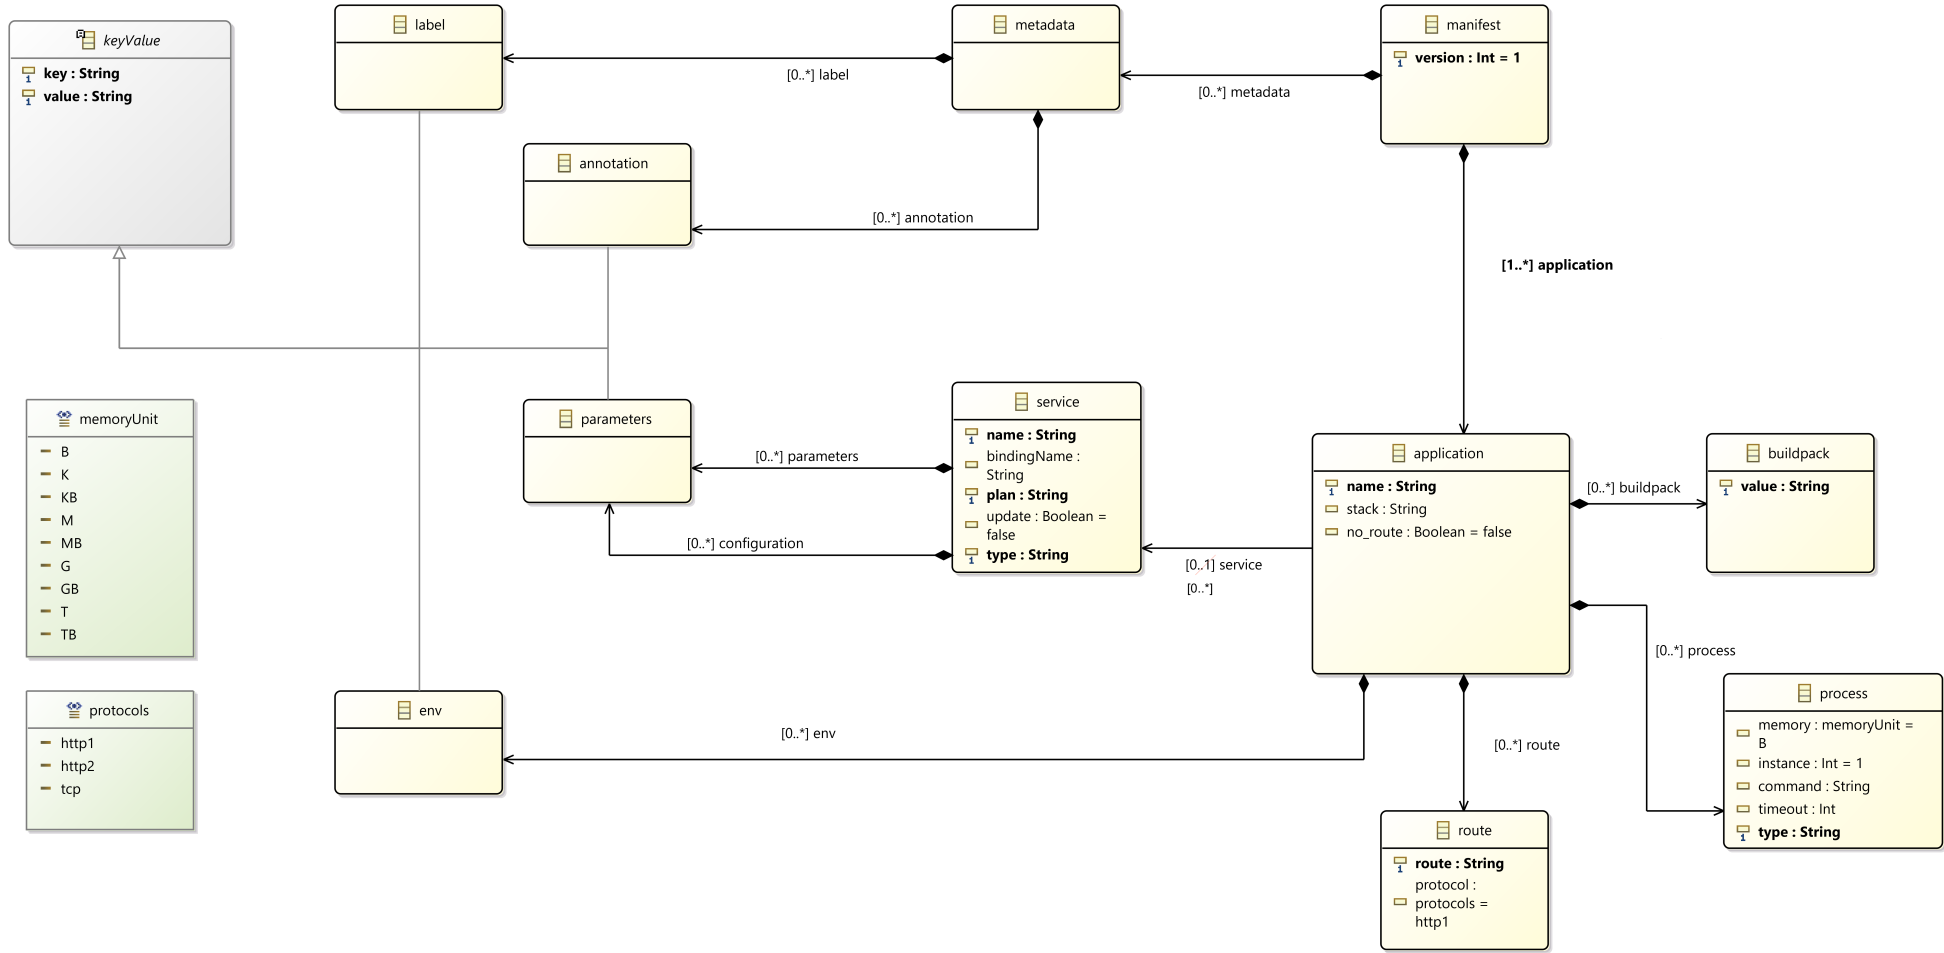 keyValue
key : String
value : String
label
metadata
manifest
version : Int = 1
[0..*] label
[0..*] metadata
annotation
[0..*] annotation
[1..*] application
memoryUnit
B
K
KB
M
MB
G
GB
T
TB
parameters
[0..*] parameters
[0..*] configuration
service
name : String
bindingName :
String
plan : String
update : Boolean =
false
type : String
[0..1] service
[0..*]
application
name : String
stack : String
no_route : Boolean = false
[0..*] buildpack
buildpack
value : String
[0..*] process
process
memory : memoryUnit =
B
instance : Int = 1
command : String
timeout : Int
type : String
protocols
http1
http2
tcp
env
[0..*] env
[0..*] route
route
route : String
protocol :
protocols =
http1